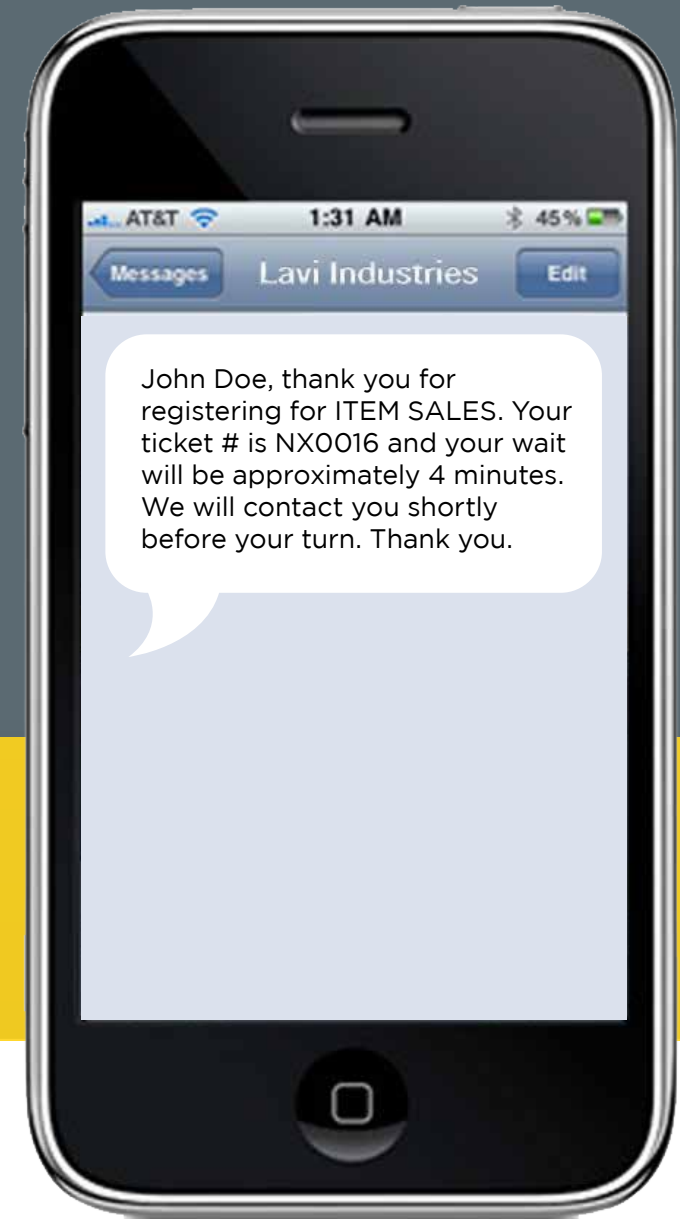 AT&T 1:31 AM 45%
Messages Lavi Industries Edit
John Doe, thank you for
registering for ITEM SALES. Your
ticket # is NX0016 and your wait
will be approximately 4 minutes.
We will contact you shortly
before your turn. Thank you.